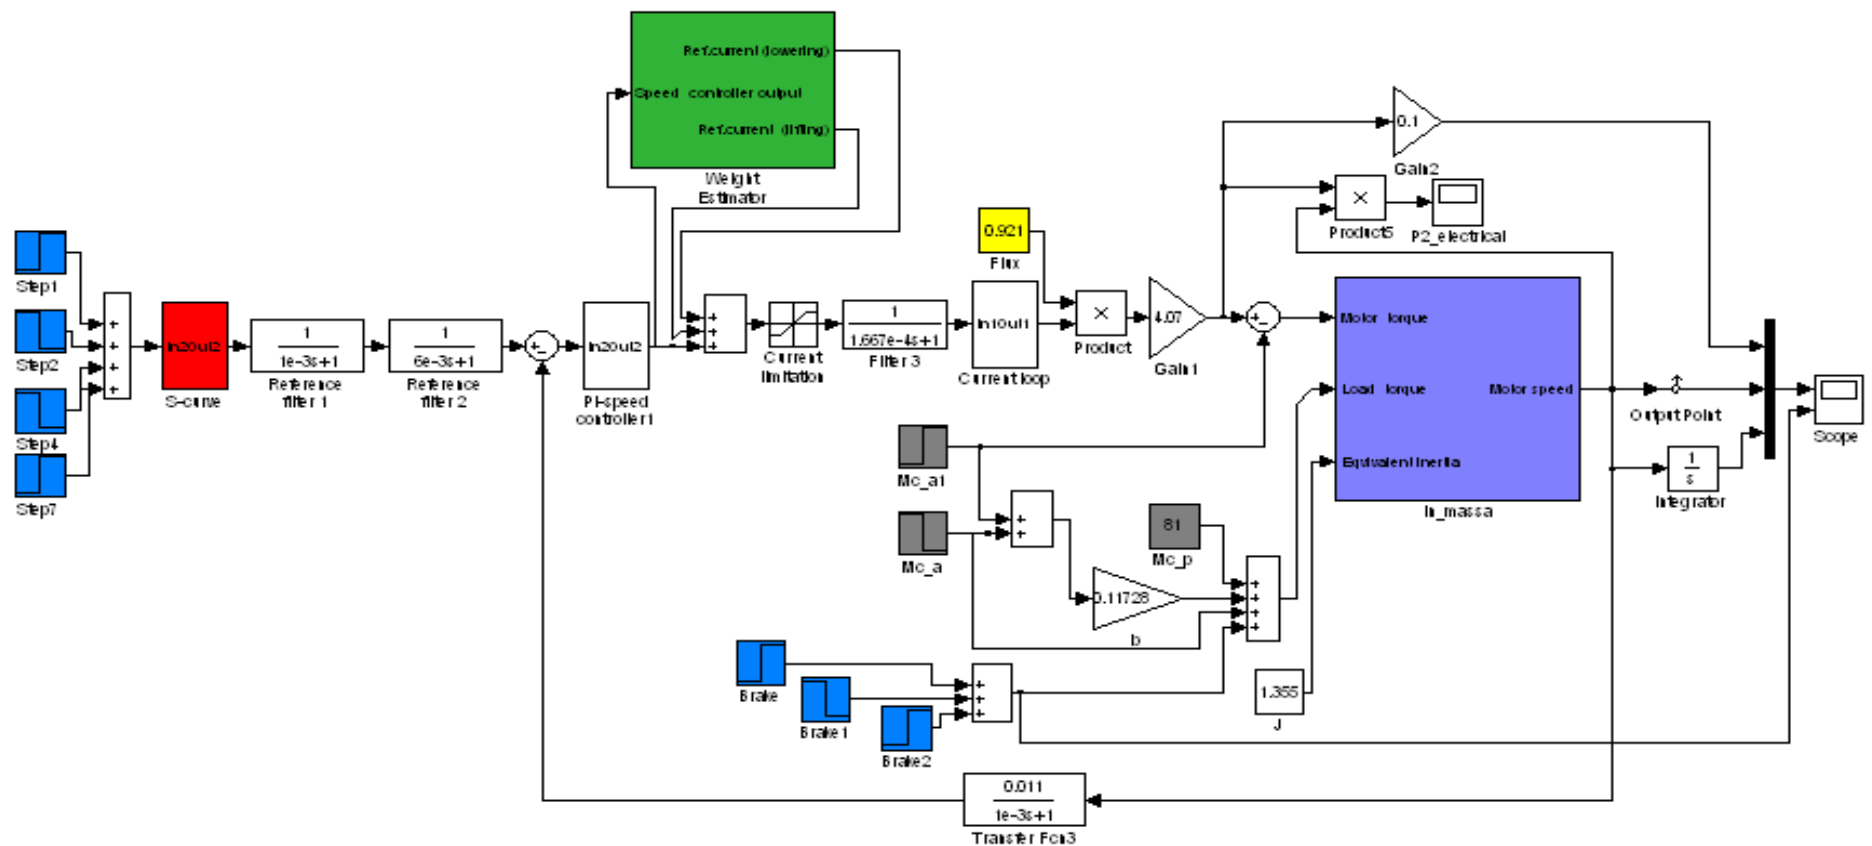 Ref.current (lowering)
Speed controller output
Ref.current (lifting)
Weight
Estimator
0.1
Gain2
×
Product5
P2_electrical
0.921
Flux
Step1
+
+
+
+
Step2
Step4
Step7
In2Out2
S-curve
1
1e-3s+1
Reference
filter 1
1
6e-3s+1
Reference
filter 2
+
−
In2Out2
PI-speed
controller1
+
+
+
Current
limitation
1
1.667e-4s+1
Filter 3
In1Out1
Current loop
×
Product
4.07
Gain1
+
−
Motor torque
Load torque
Motor speed
Equivalent inertia
In_massa
Output Point
1
s
Integrator
Scope
Mc_a1
Mc_a
+
+
81
Mc_p
0.11728
b
+
+
+
+
Brake
Brake1
Brake2
+
+
+
1.355
J
0.011
1e-3s+1
Transfer Fcn3